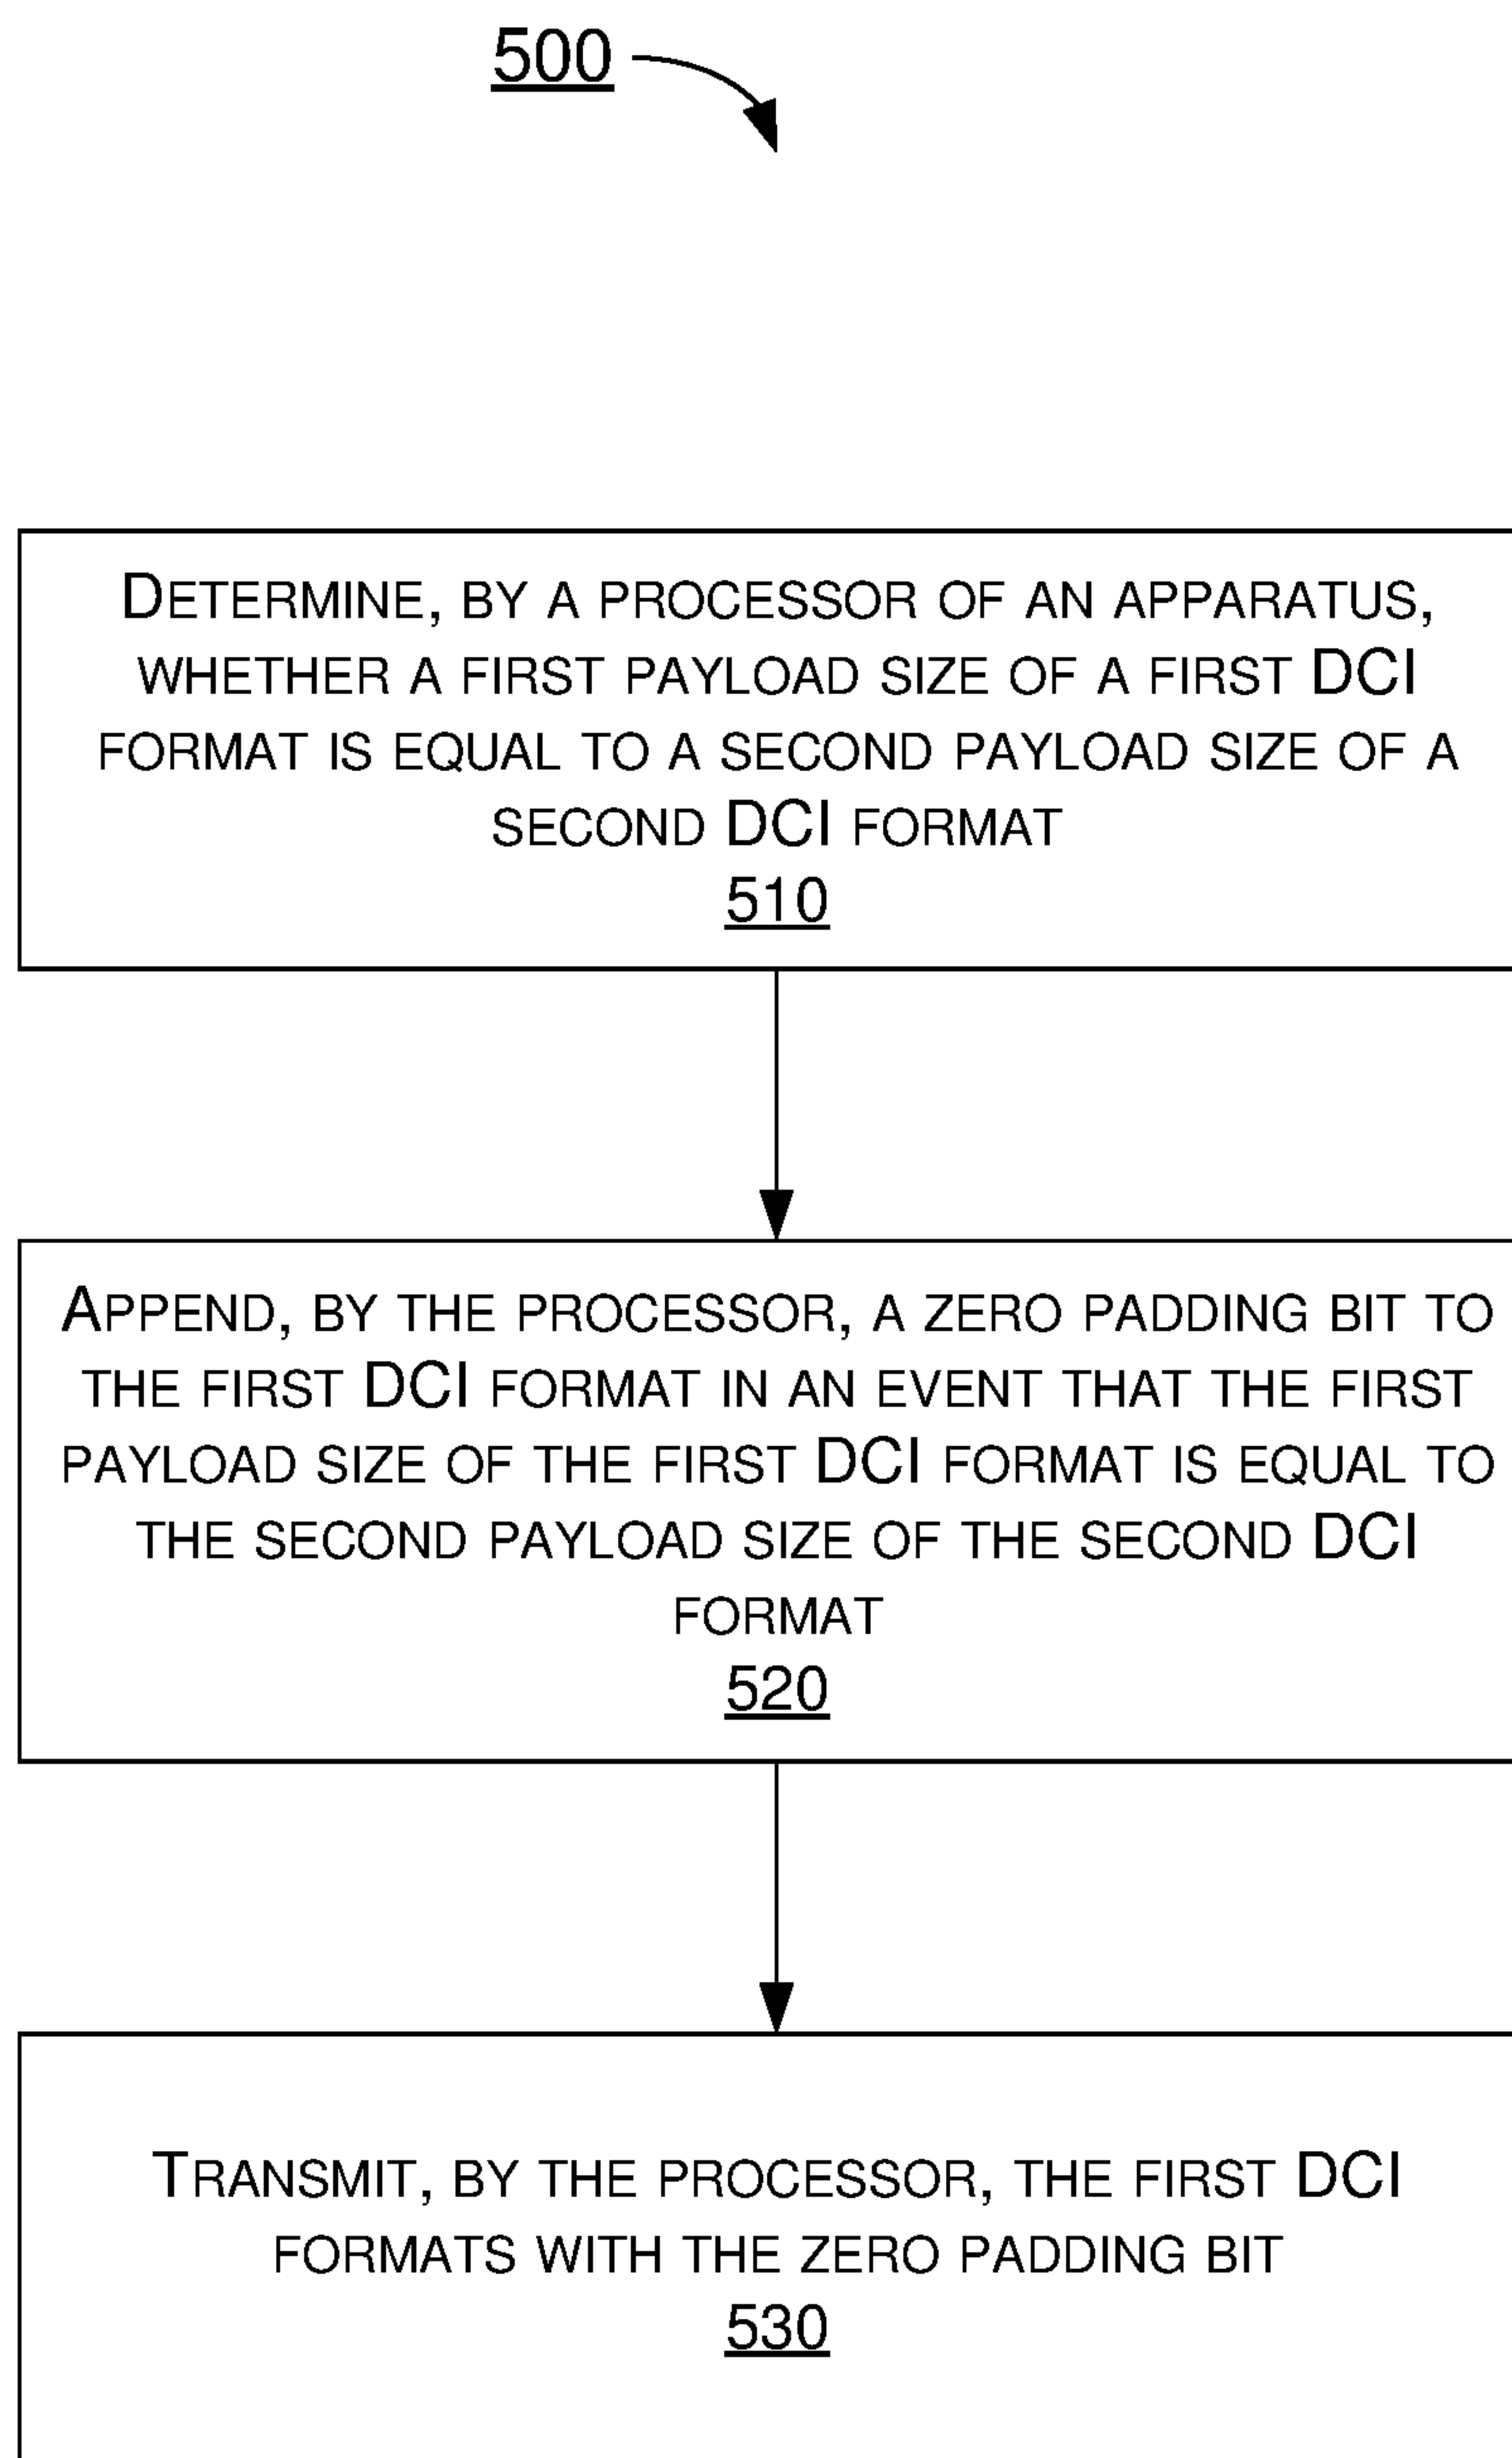 500
DETERMINE, BY A PROCESSOR OF AN APPARATUS,
WHETHER A FIRST PAYLOAD SIZE OF A FIRST DCI
FORMAT IS EQUAL TO A SECOND PAYLOAD SIZE OF A
SECOND DCI FORMAT
510
APPEND, BY THE PROCESSOR, A ZERO PADDING BIT TO
THE FIRST DCI FORMAT IN AN EVENT THAT THE FIRST
PAYLOAD SIZE OF THE FIRST DCI FORMAT IS EQUAL TO
THE SECOND PAYLOAD SIZE OF THE SECOND DCI
FORMAT
520
TRANSMIT, BY THE PROCESSOR, THE FIRST DCI
FORMATS WITH THE ZERO PADDING BIT
530